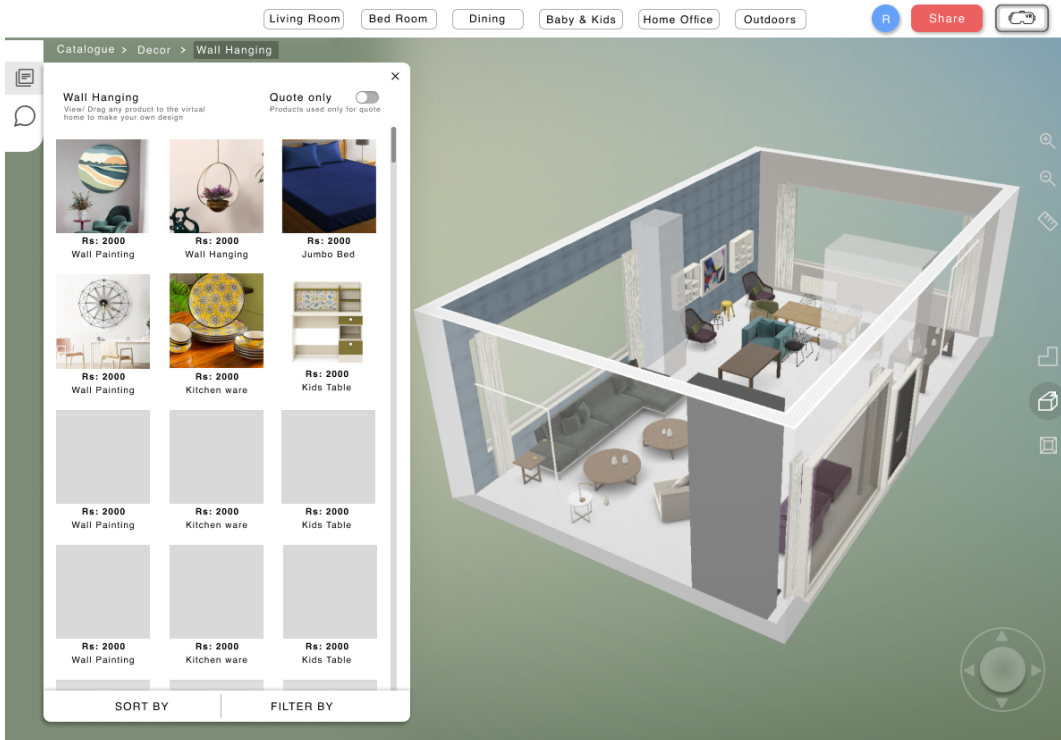 Living Room
Bed Room
Dining
Baby & Kids
Home Office
Outdoors
R
Share
VR
Catalogue > Decor > Wall Hanging
Wall Hanging
View/ Drag any product to the virtual
home to make your own design
Quote only
Products used only for quote
Rs: 2000
Wall Painting
Rs: 2000
Wall Hanging
Rs: 2000
Jumbo Bed
Rs: 2000
Wall Painting
Rs: 2000
Kitchen ware
Rs: 2000
Kids Table
Rs: 2000
Wall Painting
Rs: 2000
Kitchen ware
Rs: 2000
Kids Table
Rs: 2000
Wall Painting
Rs: 2000
Kitchen ware
Rs: 2000
Kids Table
SORT BY
FILTER BY